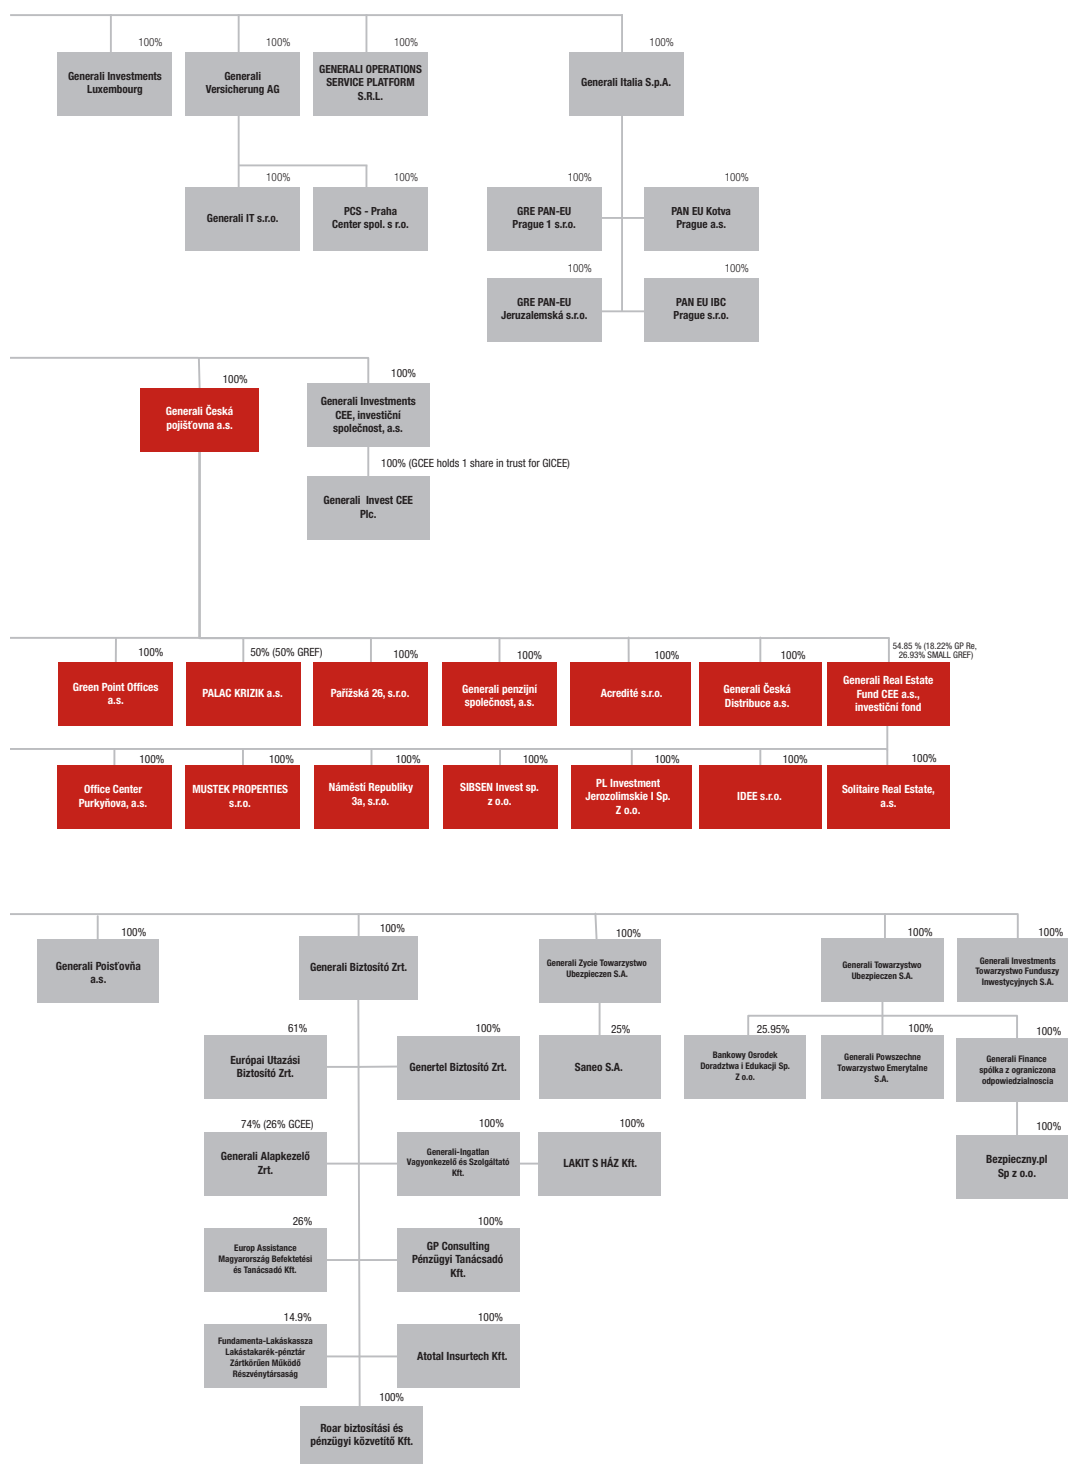 100%
100%
100%
100%
Generali Investments
Luxembourg
Generali
Versicherung AG
GENERALI OPERATIONS
SERVICE PLATFORM
S.R.L.
Generali Italia S.p.A.
100%
100%
100%
100%
Generali IT s.r.o.
PCS - Praha
Center spol. s r.o.
GRE PAN-EU
Prague 1 s.r.o.
PAN EU Kotva
Prague a.s.
100%
100%
GRE PAN-EU
Jeruzalemská s.r.o.
PAN EU IBC
Prague s.r.o.
100%
100%
Generali Česká
pojišťovna a.s.
Generali Investments
CEE, investiční
společnost, a.s.
100% (GCEE holds 1 share in trust for GICEE)
Generali Invest CEE
Plc.
100%
50% (50% GREF)
100%
100%
100%
100%
54.85 % (18.22% GP Re,
26.93% SMALL GREF)
Green Point Offices
a.s.
PALAC KRIZIK a.s.
Pařížská 26, s.r.o.
Generali penzijní
společnost, a.s.
Acredité s.r.o.
Generali Česká
Distribuce a.s.
Generali Real Estate
Fund CEE a.s.,
investiční fond
100%
100%
100%
100%
100%
100%
100%
Office Center
Purkyňova, a.s.
MUSTEK PROPERTIES
s.r.o.
Náměstí Republiky
3a, s.r.o.
SIBSEN Invest sp.
z o.o.
PL Investment
Jerozolimskie I Sp.
Z o.o.
IDEE s.r.o.
Solitaire Real Estate,
a.s.
100%
100%
100%
100%
100%
Generali Poisťovňa
a.s.
Generali Biztosító Zrt.
Generali Zycie Towarzystwo
Ubezpieczen S.A.
Generali Towarzystwo
Ubezpieczen S.A.
Generali Investments
Towarzystwo Funduszy
Inwestycyjnych S.A.
61%
100%
25%
25.95%
100%
100%
Európai Utazási
Biztosító Zrt.
Genertel Biztosító Zrt.
Saneo S.A.
Bankowy Osrodek
Doradztwa i Edukacji Sp.
Z o.o.
Generali Powszechne
Towarzystwo Emerytalne
S.A.
Generali Finance
spólka z ograniczona
odpowiedzialnoscia
74% (26% GCEE)
100%
100%
100%
Generali Alapkezelő
Zrt.
Generali-Ingatlan
Vagyonkezelő és Szolgáltató
Kft.
LAKIT S HÁZ Kft.
Bezpieczny.pl
Sp z o.o.
26%
100%
Europ Assistance
Magyarország Befektetési
és Tanácsadó Kft.
GP Consulting
Pénzügyi Tanácsadó
Kft.
14.9%
100%
Fundamenta-Lakáskassza
Lakástakarék-pénztár
Zártkörűen Működő
Részvénytársaság
Atotal Insurtech Kft.
100%
Roar biztosítási és
pénzügyi közvetítő Kft.